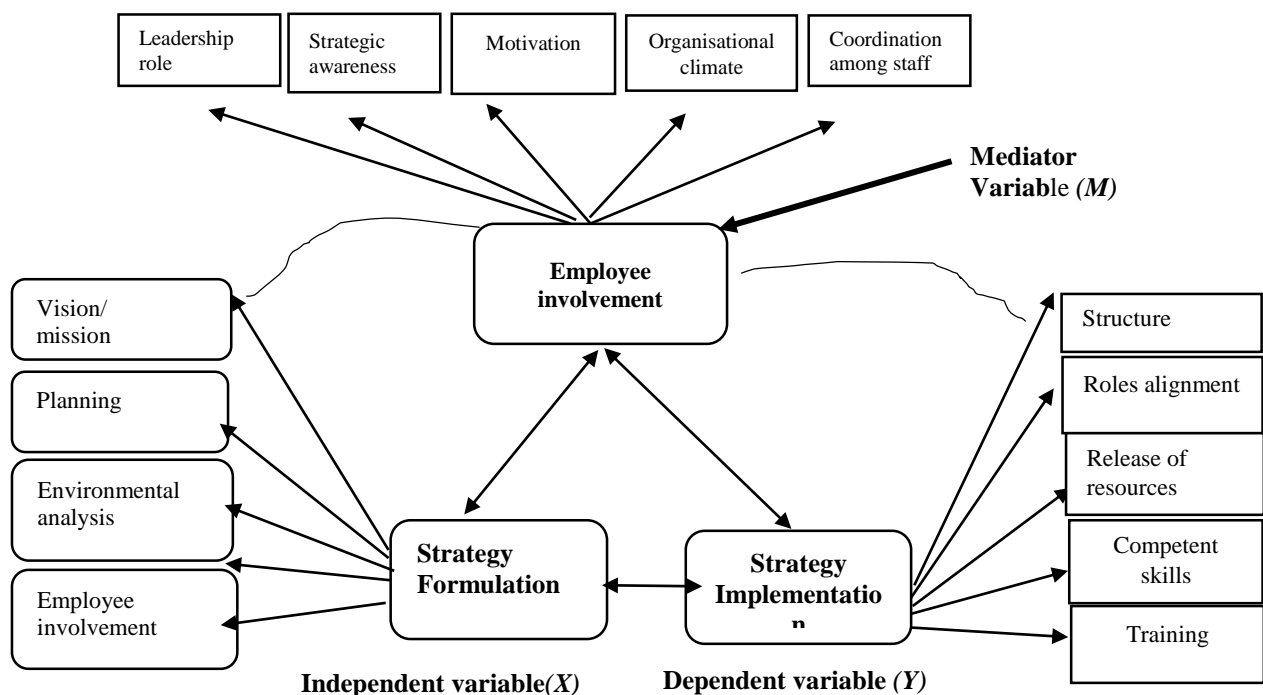 Leadership
role
Strategic
awareness
Motivation
Organisational
climate
Coordination
among staff
Mediator
Variable (M)
Employee
involvement
Vision/
mission
Planning
Environmental
analysis
Employee
involvement
Strategy
Formulation
Strategy
Implementatio
n
Structure
Roles alignment
Release of
resources
Competent
skills
Training
Independent variable(X)
Dependent variable (Y)